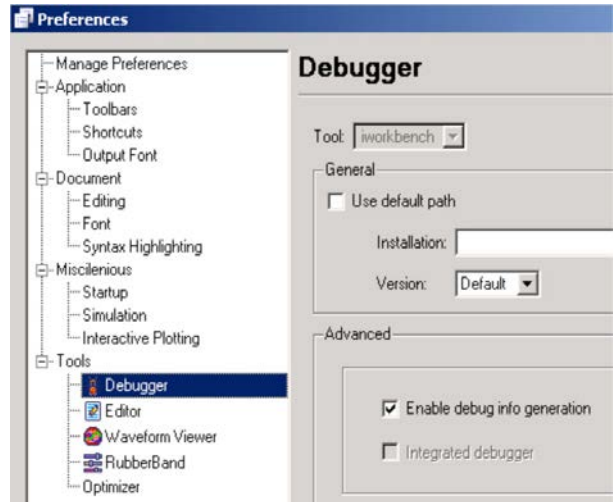 Preferences
Manage Preferences
Application
Toolbars
Shortcuts
Output Font
Document
Editing
Font
Syntax Highlighting
Miscilenious
Startup
Simulation
Interactive Plotting
Tools
Debugger
Editor
Waveform Viewer
RubberBand
Optimizer
Debugger
Tool: iworkbench
General
Use default path
Installation:
Version: Default
Advanced
Enable debug info generation
Integrated debugger